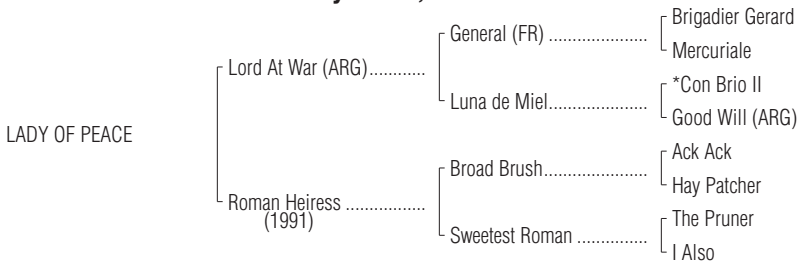 Brigadier Gerard
General (FR) .....................
Mercuriale
Lord At War (ARG)............
*Con Brio II
Luna de Miel.....................
Good Will (ARG)
LADY OF PEACE
Ack Ack
Broad Brush......................
Hay Patcher
Roman Heiress .................
(1991)
The Pruner
Sweetest Roman ...............
I Also